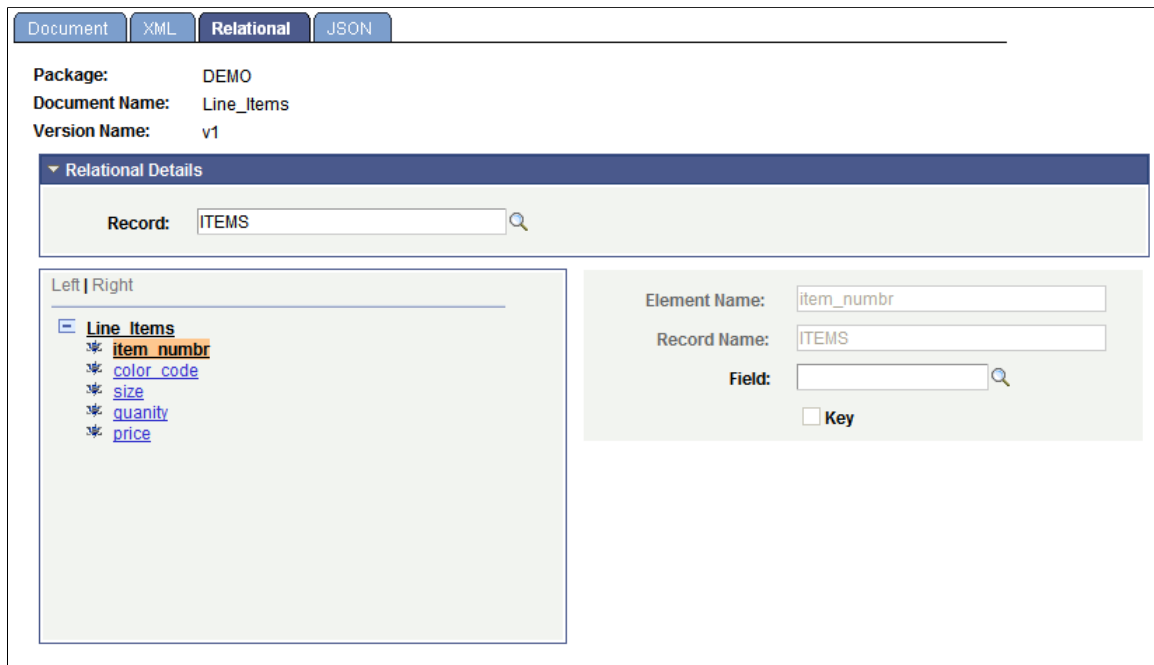 Document XML Relational JSON
Package: DEMO
Document Name: Line_Items
Version Name: v1
Relational Details
Record: ITEMS
Left | Right
Line_Items
item_numbr
color_code
size
quanity
price
Element Name: item_numbr
Record Name: ITEMS
Field:
Key